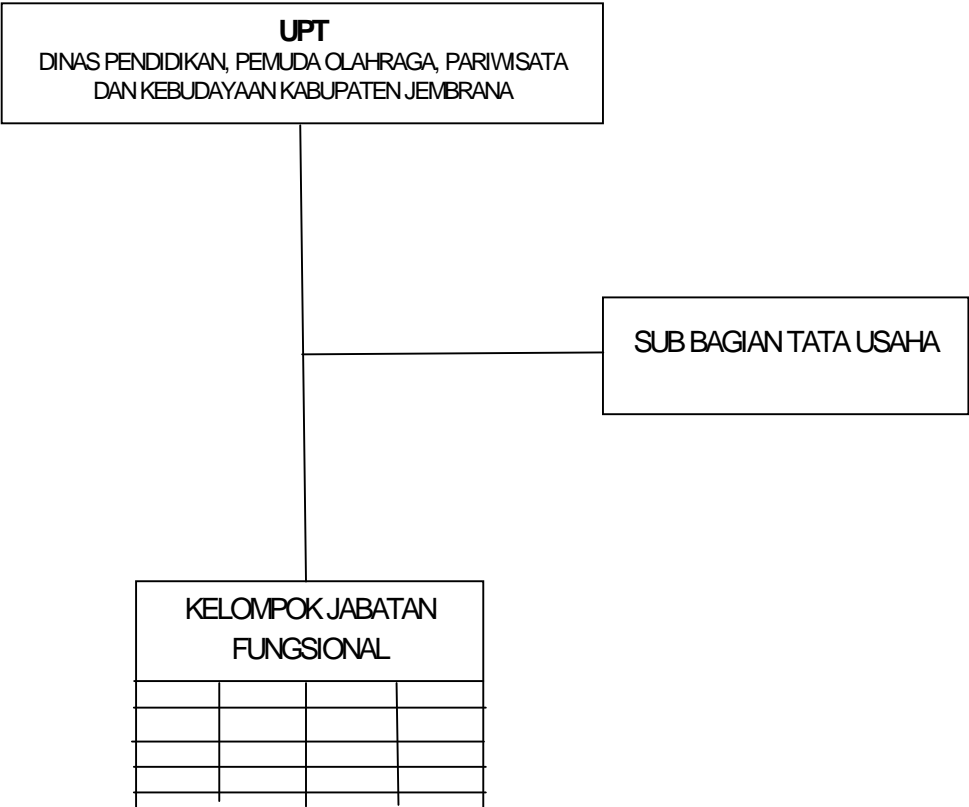 UPT
DINAS PENDIDIKAN, PEMUDA OLAHRAGA, PARIWISATA
DAN KEBUDAYAAN KABUPATEN JEMBRANA
SUB BAGIAN TATA USAHA
KELOMPOK JABATAN
FUNGSIONAL